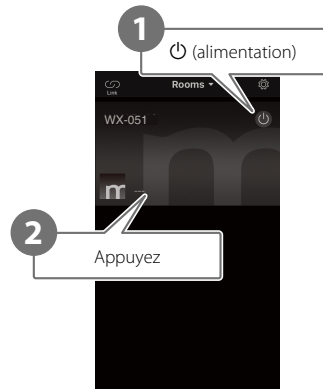 1
⏻ (alimentation)
Link
Rooms
WX-051
m
2
Appuyez